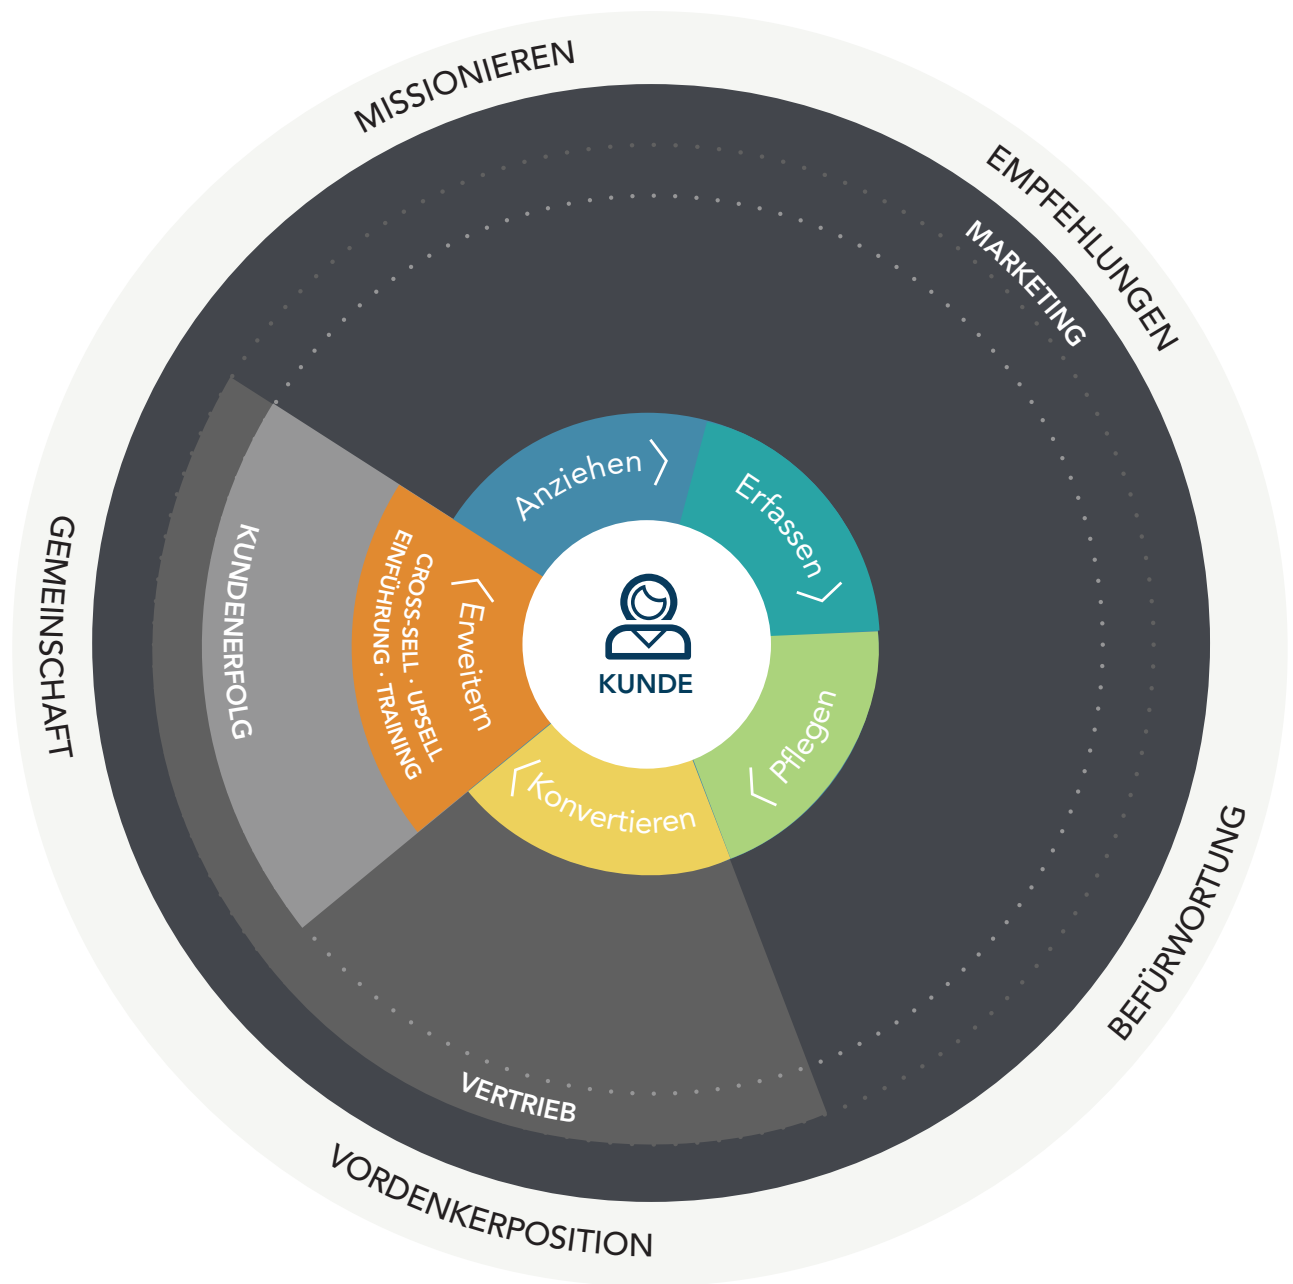 MISSIONIEREN
EMPFEHLUNGEN
MARKETING
Anziehen
Erfassen
Pflegen
Konvertieren
Erweitern
CROSS-SELL · UPSELL
EINFÜHRUNG · TRAINING
KUNDE
KUNDENERFOLG
GEMEINSCHAFT
VERTRIEB
BEFÜRWORTUNG
VORDENKERPOSITION